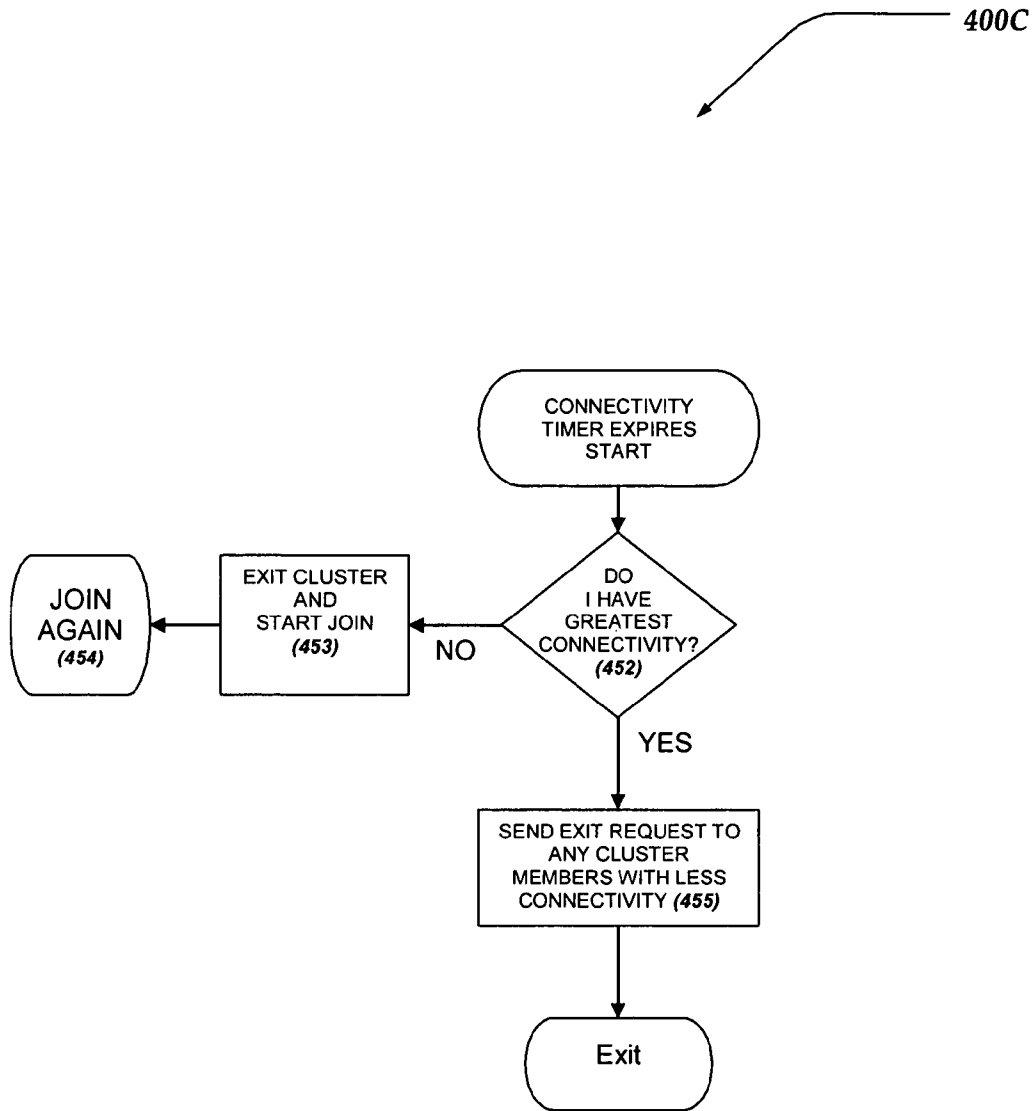 400C
CONNECTIVITY
TIMER EXPIRES
START
DO
I HAVE
GREATEST
CONNECTIVITY?
(452)
NO
EXIT CLUSTER
AND
START JOIN
(453)
JOIN
AGAIN
(454)
YES
SEND EXIT REQUEST TO
ANY CLUSTER
MEMBERS WITH LESS
CONNECTIVITY (455)
Exit